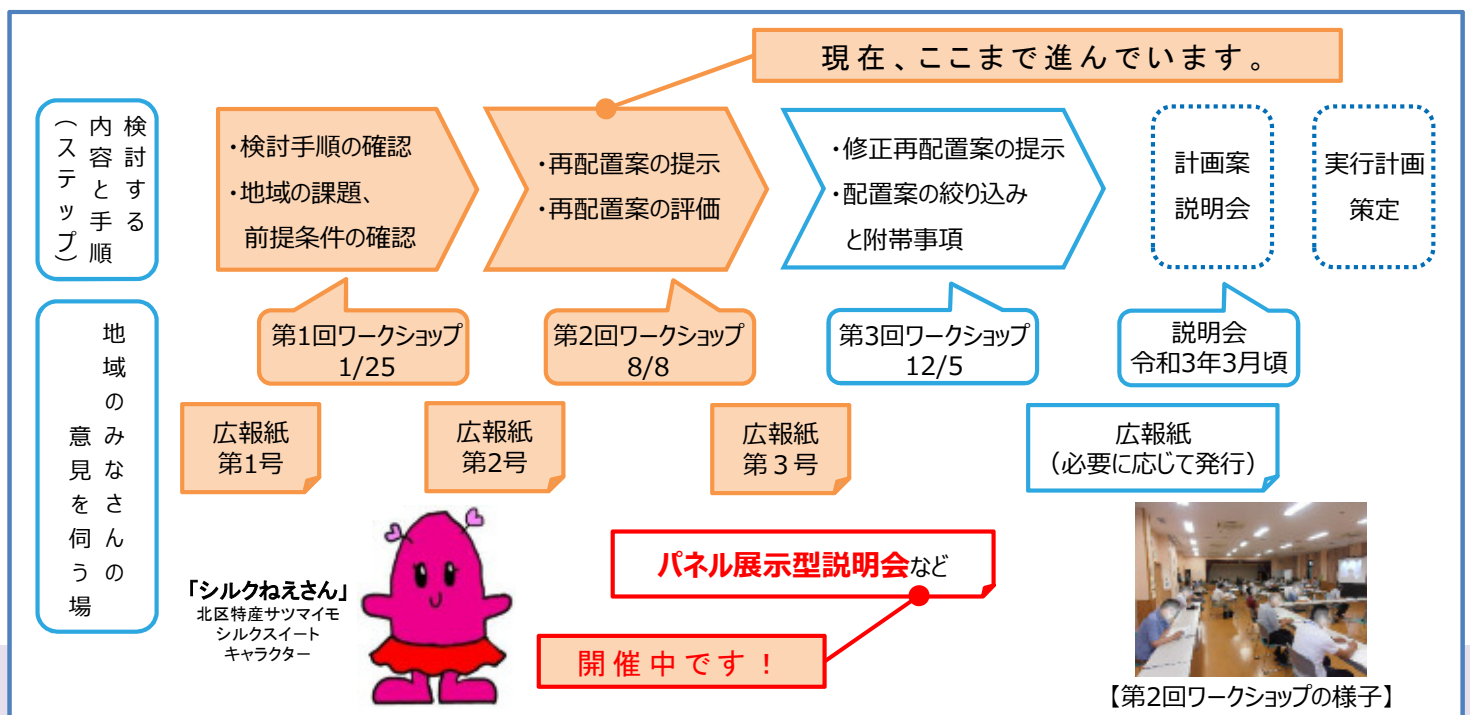 現在、ここまで進んでいます。
検討する
内容と手順
（ステップ）
・検討手順の確認
・地域の課題、
前提条件の確認
・再配置案の提示
・再配置案の評価
・修正再配置案の提示
・配置案の絞り込み
と附帯事項
計画案
説明会
実行計画
策定
地域のみなさんの
意見を伺う場
第1回ワークショップ
1/25
第2回ワークショップ
8/8
第3回ワークショップ
12/5
説明会
令和3年3月頃
広報紙
第1号
広報紙
第2号
広報紙
第３号
広報紙
（必要に応じて発行）
「シルクねえさん」
北区特産サツマイモ
シルクスイート
キャラクター
パネル展示型説明会など
開催中です！
【第2回ワークショップの様子】